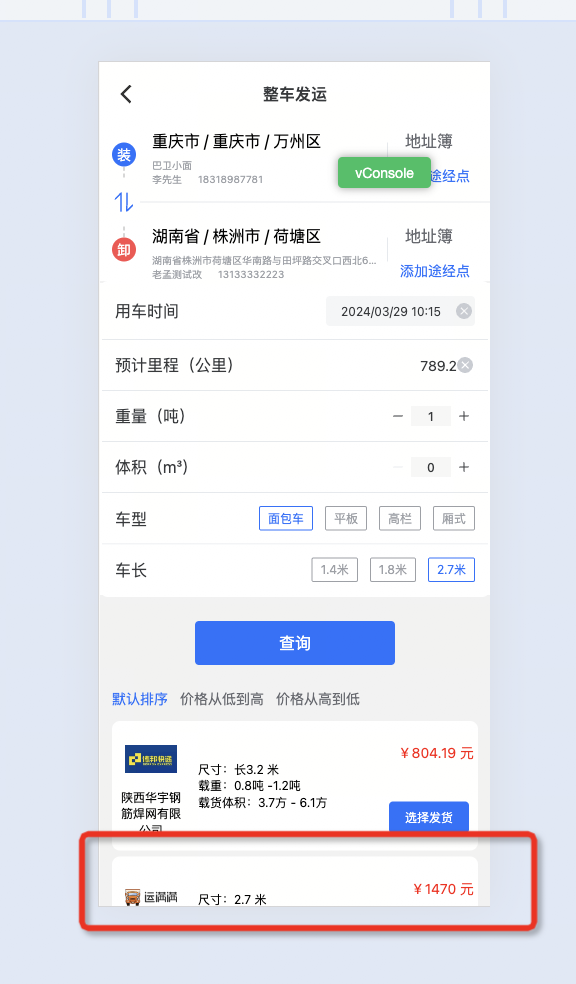 整车发运
装
重庆市 / 重庆市 / 万州区
地址簿
巴卫小面
李先生 18318987781
vConsole
途经点
卸
湖南省 / 株洲市 / 荷塘区
地址簿
湖南省株洲市荷塘区华南路与田坪路交叉口西北6...
老孟测试改 13133332223
添加途经点
用车时间
2024/03/29 10:15
预计里程（公里）
789.2
重量（吨）
1
体积（m³）
0
车型
面包车 平板 高栏 厢式
车长
1.4米 1.8米 2.7米
查询
默认排序 价格从低到高 价格从高到低
德邦快递
陕西华宇钢
筋焊网有限
公司
尺寸：长3.2 米
载重：0.8吨 -1.2吨
载货体积：3.7方 - 6.1方
¥ 804.19 元
选择发货
运满满
尺寸：2.7 米
¥ 1470 元